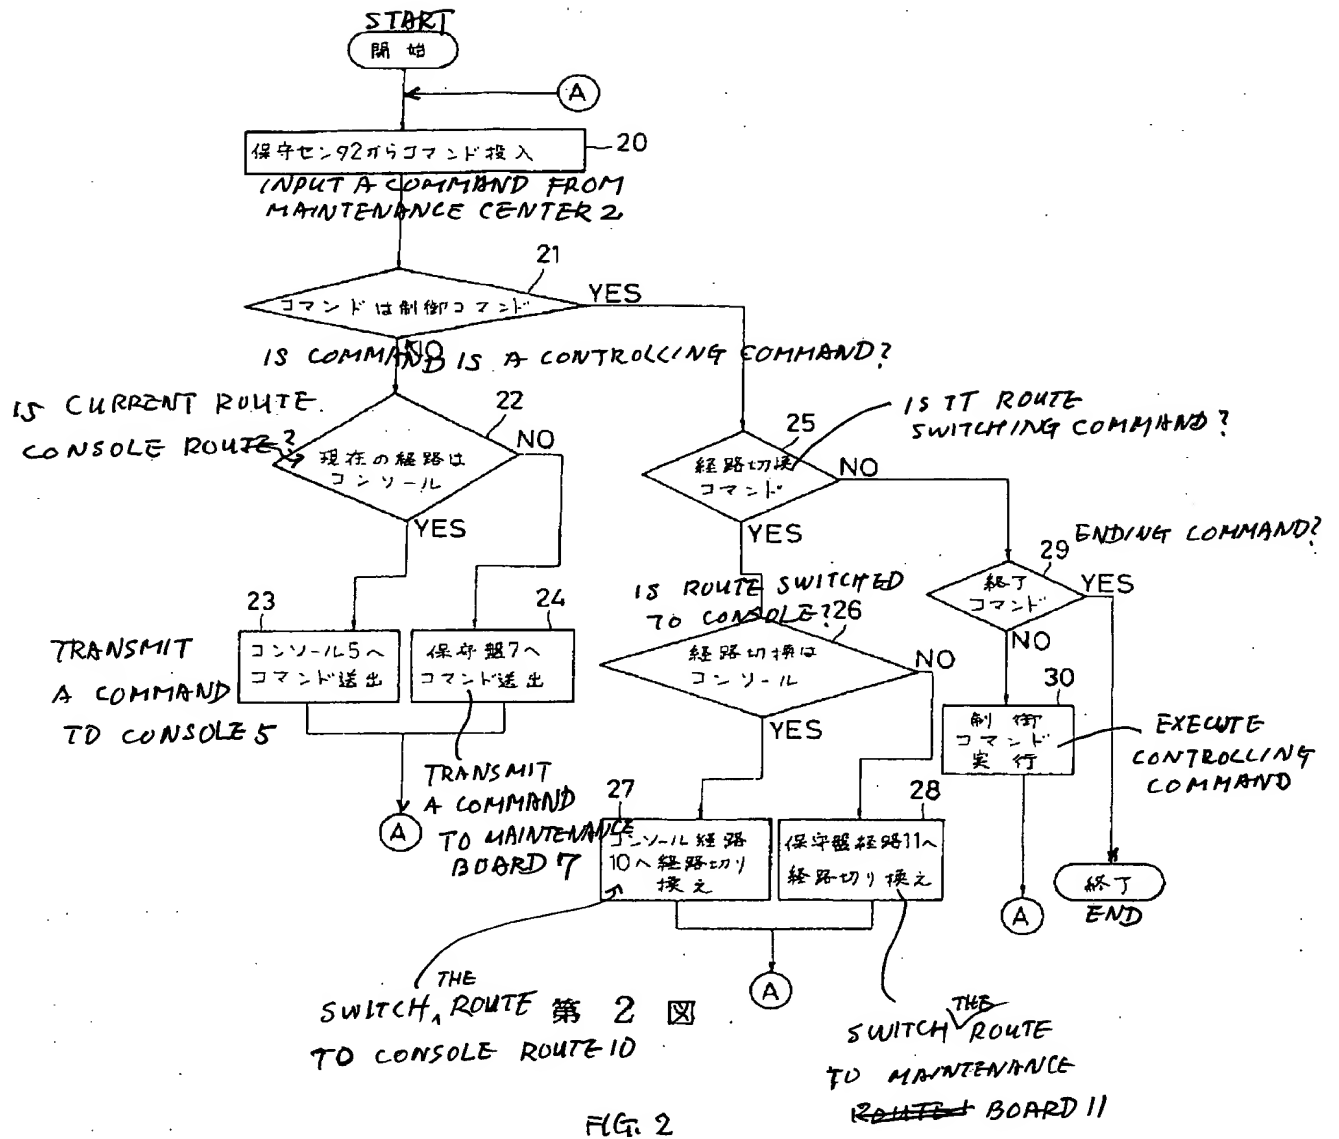 START
開始
A
保守センタ2からコマンド投入
20
INPUT A COMMAND FROM
MAINTENANCE CENTER 2
21
コマンドは制御コマンド
YES
NO
IS COMMAND IS A CONTROLLING COMMAND?
IS CURRENT ROUTE
CONSOLE ROUTE?
22
現在の経路は
コンソール
NO
YES
IS IT ROUTE
SWITCHING COMMAND?
25
経路切換
コマンド
NO
YES
ENDING COMMAND?
29
終了
コマンド
YES
NO
23
コンソール5へ
コマンド送出
24
保守盤7へ
コマンド送出
TRANSMIT
A COMMAND
TO CONSOLE 5
A
TRANSMIT
A COMMAND
TO MAINTENANCE
BOARD 7
IS ROUTE SWITCHED
TO CONSOLE?
26
経路切換は
コンソール
NO
YES
30
制御
コマンド
実行
EXECUTE
CONTROLLING
COMMAND
27
コンソール経路
10へ経路切り
換え
28
保守盤経路11へ
経路切り換え
A
A
終了
END
SWITCH THE ROUTE
TO CONSOLE ROUTE 10
第2図
SWITCH THE ROUTE
TO MAINTENANCE
BOARD 11
FIG. 2